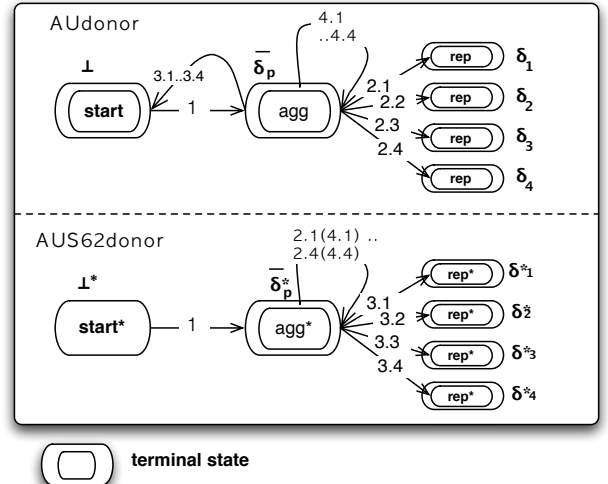 AUdonor
4.1
..4.4
⊥
3.1..3.4
δ̅p
start
1
agg
2.1
2.2
2.3
2.4
rep δ1
rep δ2
rep δ3
rep δ4
AUS62donor
2.1(4.1) ..
2.4(4.4)
⊥*
δ̅*p
start*
1
agg*
3.1
3.2
3.3
3.4
rep* δ*1
rep* δ*2
rep* δ*3
rep* δ*4
terminal state